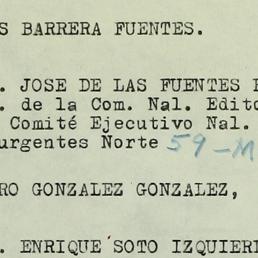 S BARRERA FUENTES.
. JOSE DE LAS FUENTES
. de la Com. Nal. Edito
Comité Ejecutivo Nal.
urgentes Norte 59-M
RO GONZALEZ GONZALEZ,
. ENRIQUE SOTO IZQUIER